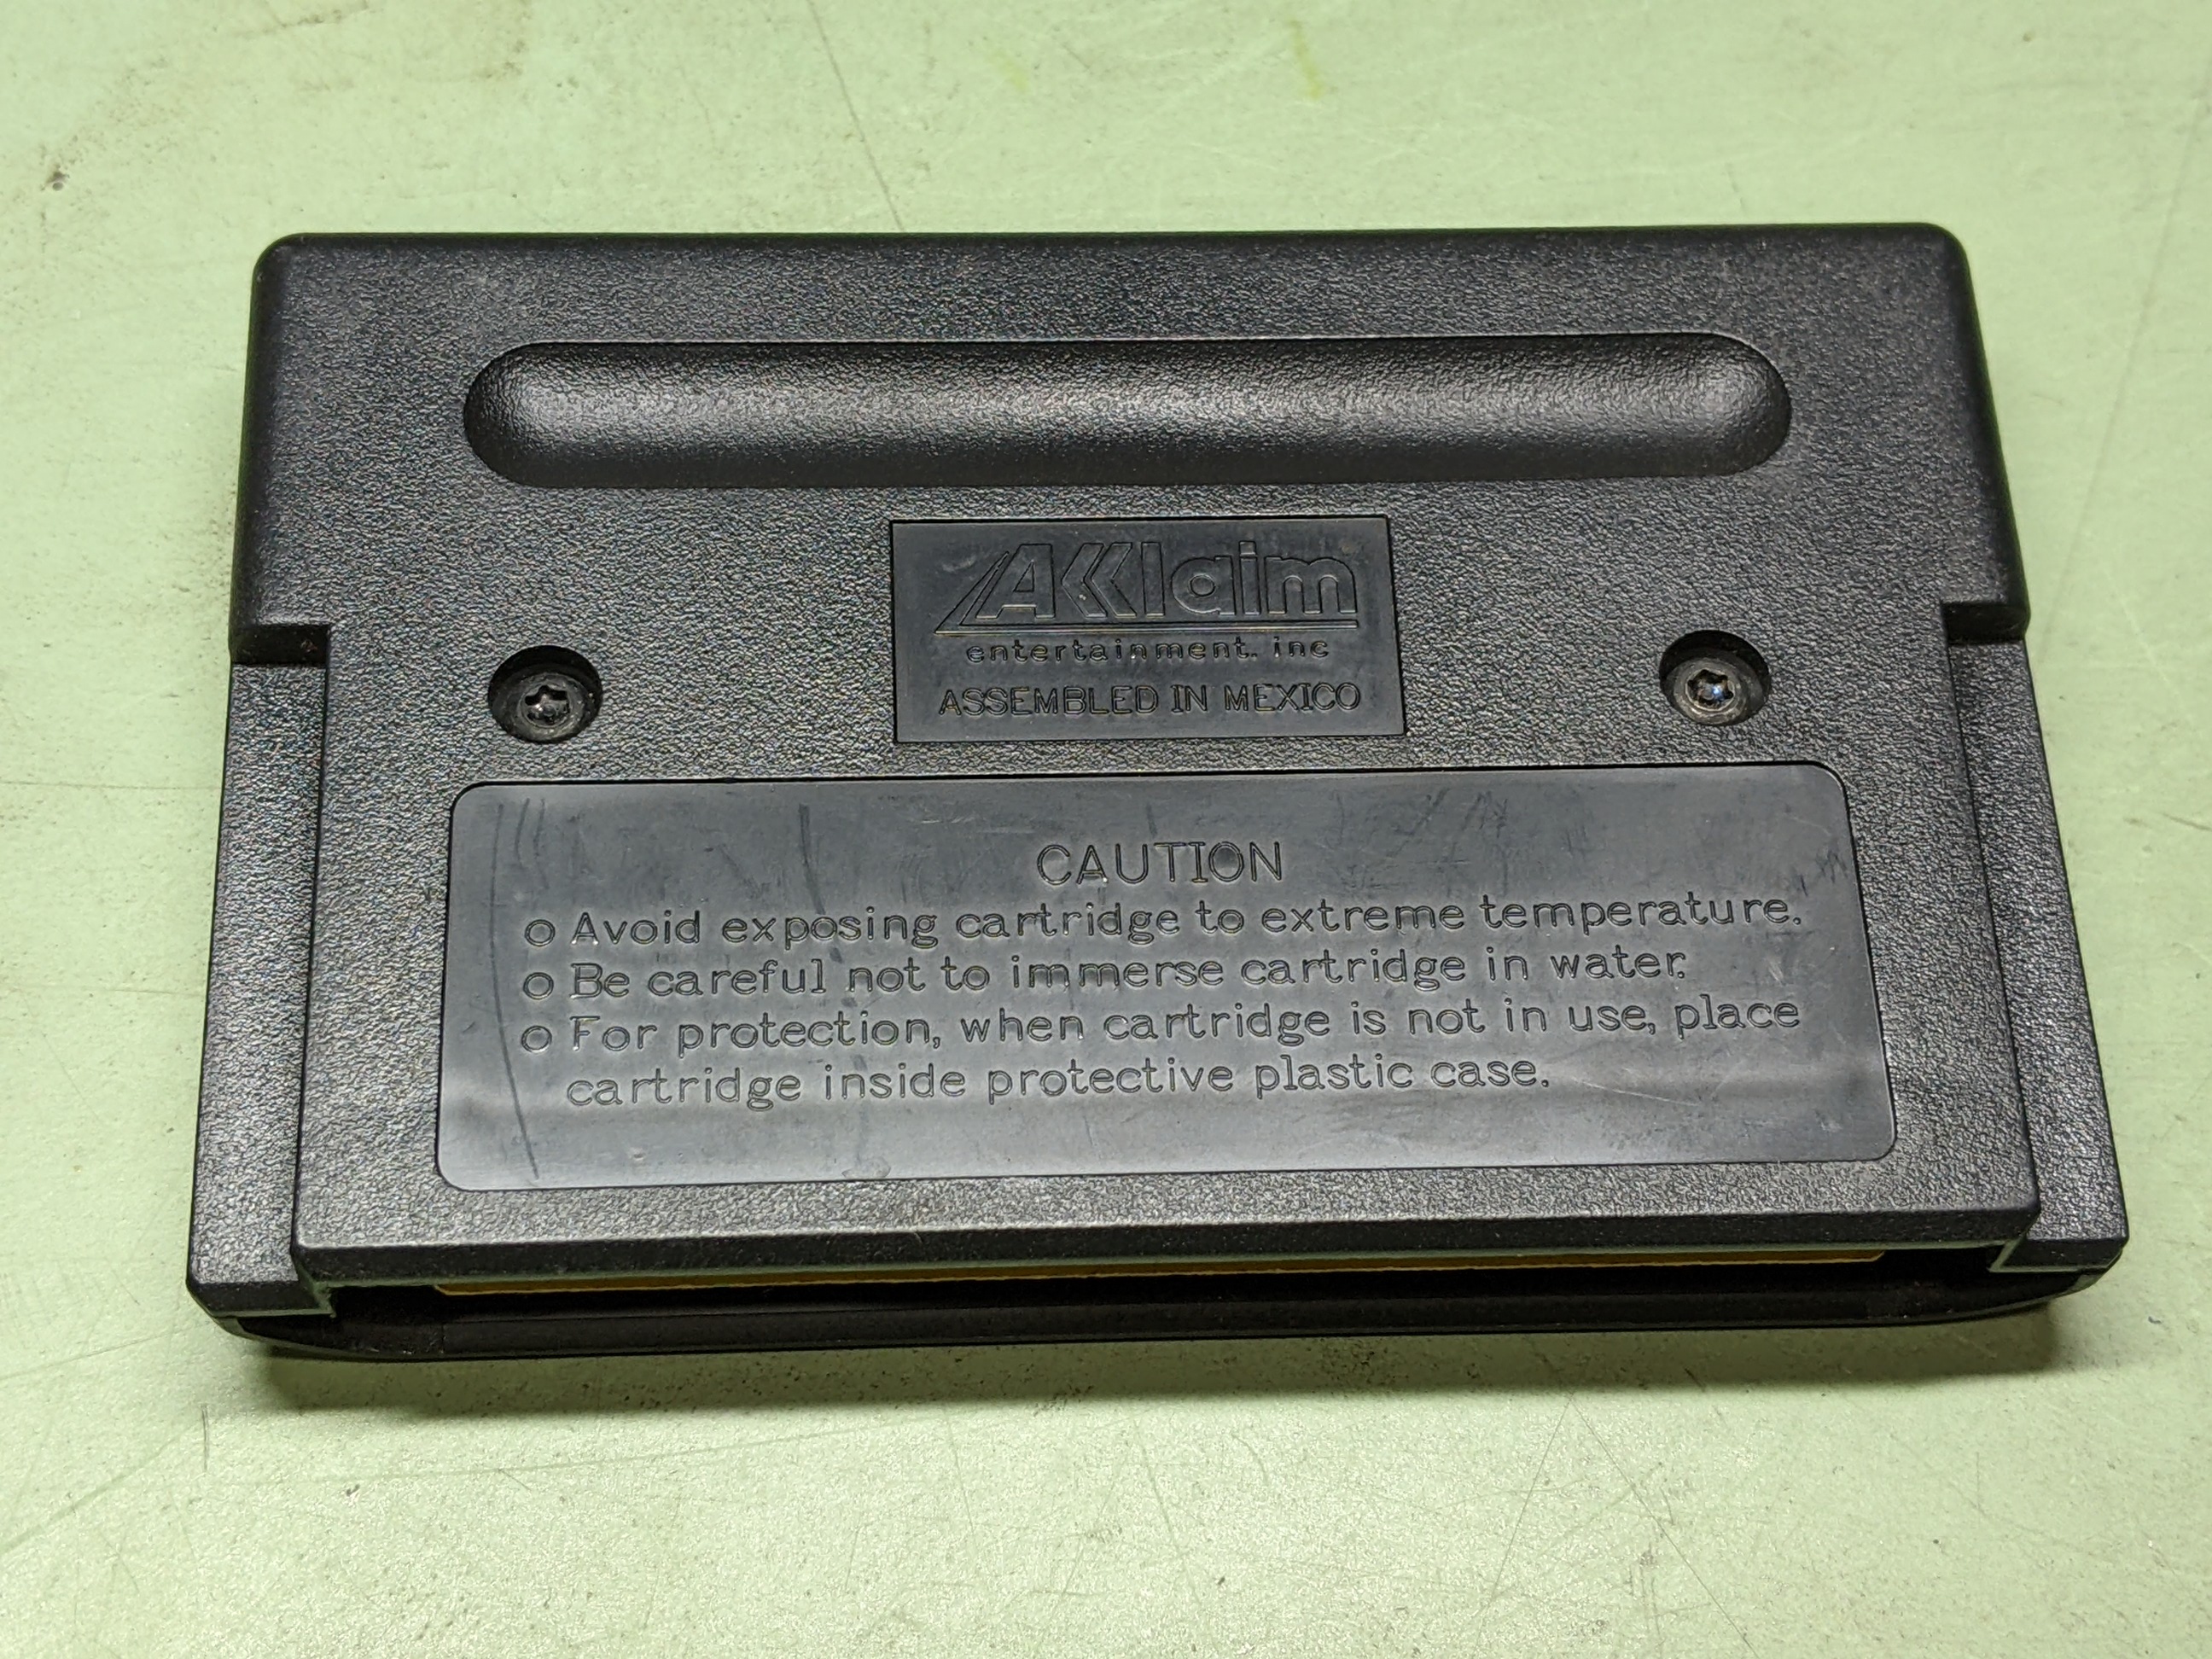 AKKlaim
entertainment. inc
ASSEMBLED IN MEXICO
CAUTION
o Avoid exposing cartridge to extreme temperature.
o Be careful not to immerse cartridge in water.
o For protection, when cartridge is not in use, place
cartridge inside protective plastic case.